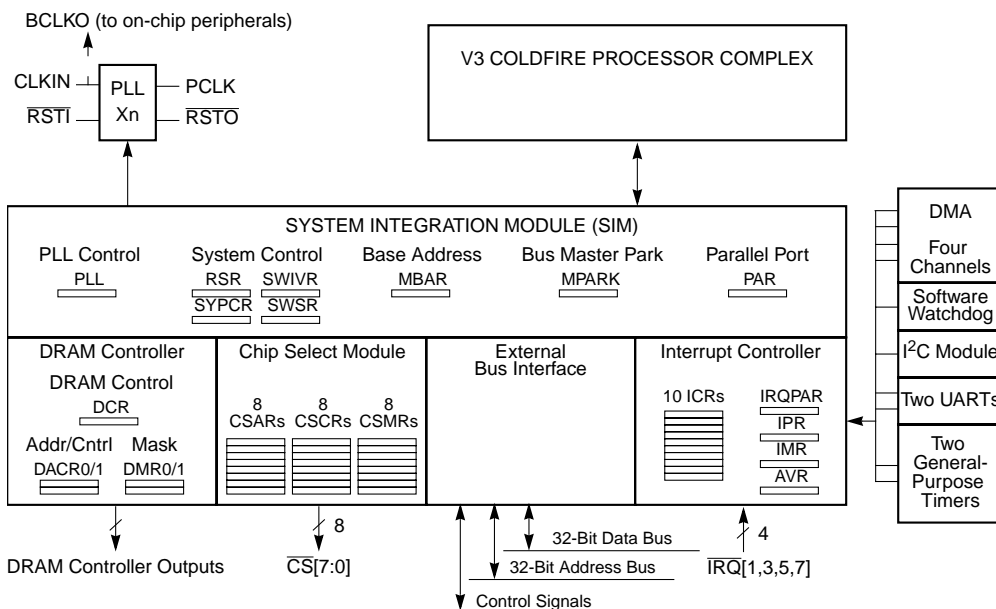 BCLKO (to on-chip peripherals)
CLKIN
PLL
Xn
PCLK
RSTI
RSTO
V3 COLDFIRE PROCESSOR COMPLEX
SYSTEM INTEGRATION MODULE (SIM)
PLL Control
PLL
System Control
RSR
SWIVR
SYPCR
SWSR
Base Address
MBAR
Bus Master Park
MPARK
Parallel Port
PAR
DMA
Four
Channels
Software
Watchdog
I2C Module
Two UARTs
Two
General-
Purpose
Timers
DRAM Controller
DRAM Control
DCR
Addr/Cntrl
DACR0/1
Mask
DMR0/1
Chip Select Module
8
CSARs
8
CSCRs
8
CSMRs
External
Bus Interface
Interrupt Controller
10 ICRs
IRQPAR
IPR
IMR
AVR
DRAM Controller Outputs
8
CS[7:0]
32-Bit Data Bus
32-Bit Address Bus
Control Signals
4
IRQ[1,3,5,7]